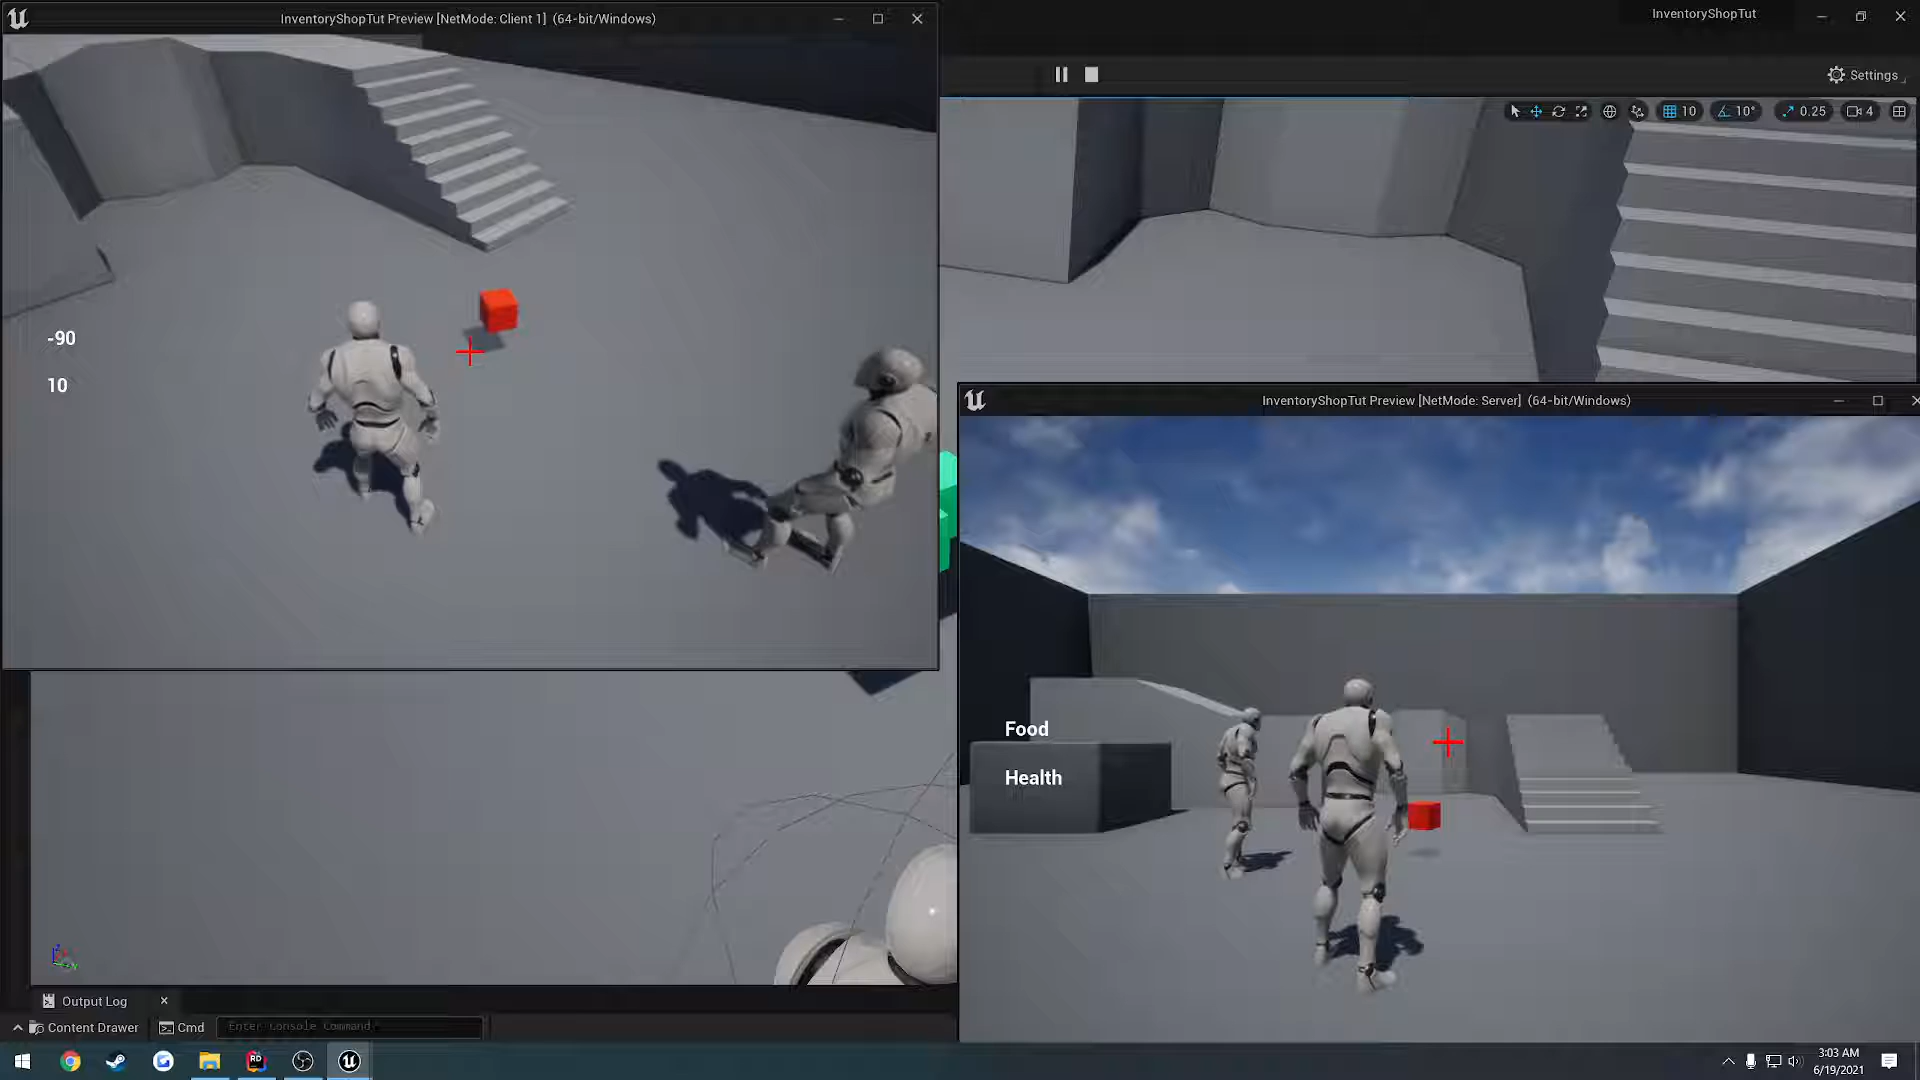 InventoryShopTut Preview [NetMode: Client 1] (64-bit/Windows)
InventoryShopTut
Settings
10
10°
0.25
4
-90
10
InventoryShopTut Preview [NetMode: Server] (64-bit/Windows)
Food
Health
Output Log
Content Drawer
Cmd
Enter Console Command
RD
3:03 AM
6/19/2021